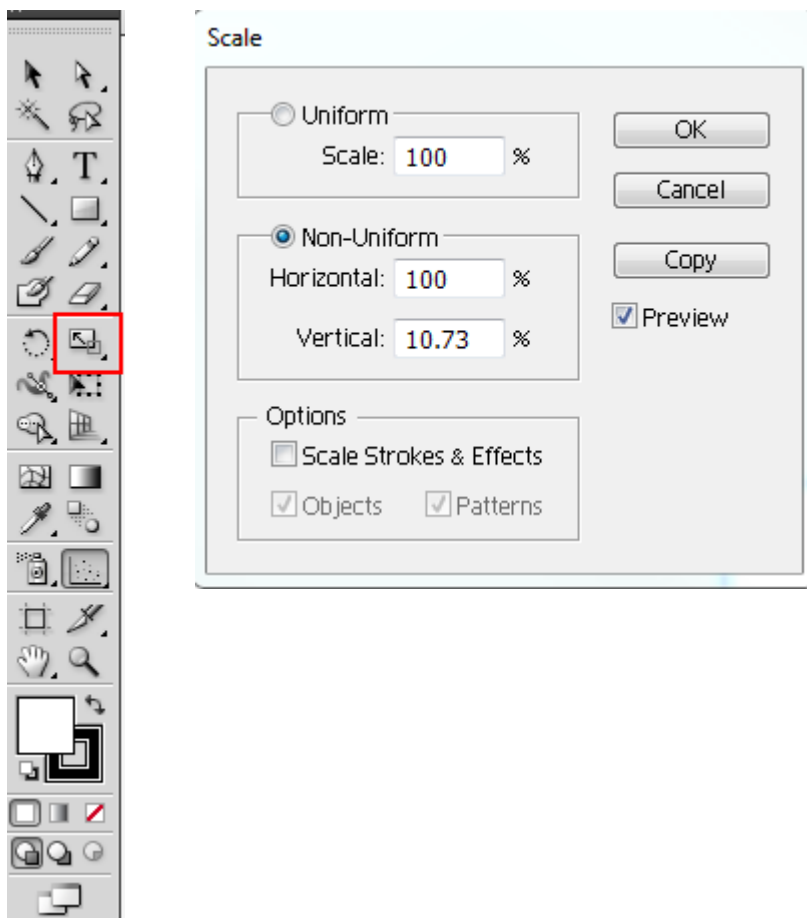 Scale
Uniform
Scale: 100 %
Non-Uniform
Horizontal: 100 %
Vertical: 10.73 %
Options
Scale Strokes & Effects
Objects Patterns
OK
Cancel
Copy
Preview
T